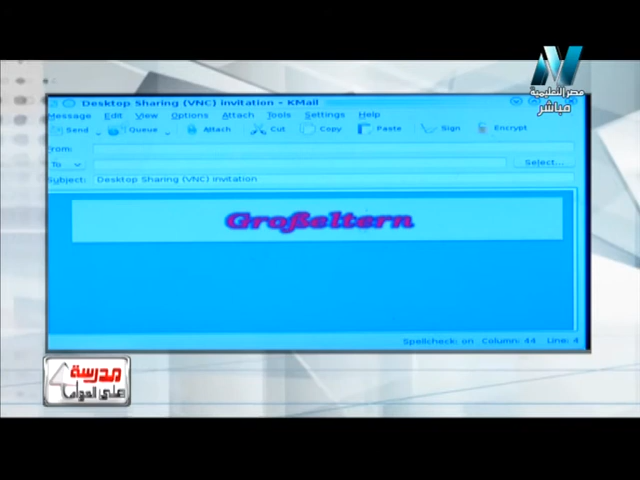 مصر التعليمية
مباشر
Desktop Sharing (VNC) invitation - KMail
Message Edit View Options Attach Tools Settings Help
Send Queue Attach Cut Copy Paste Sign Encrypt
From:
To Select...
Subject: Desktop Sharing (VNC) invitation
Großeltern
Spellcheck: on Column: 44 Line: 4
مدرسة
على الهواء